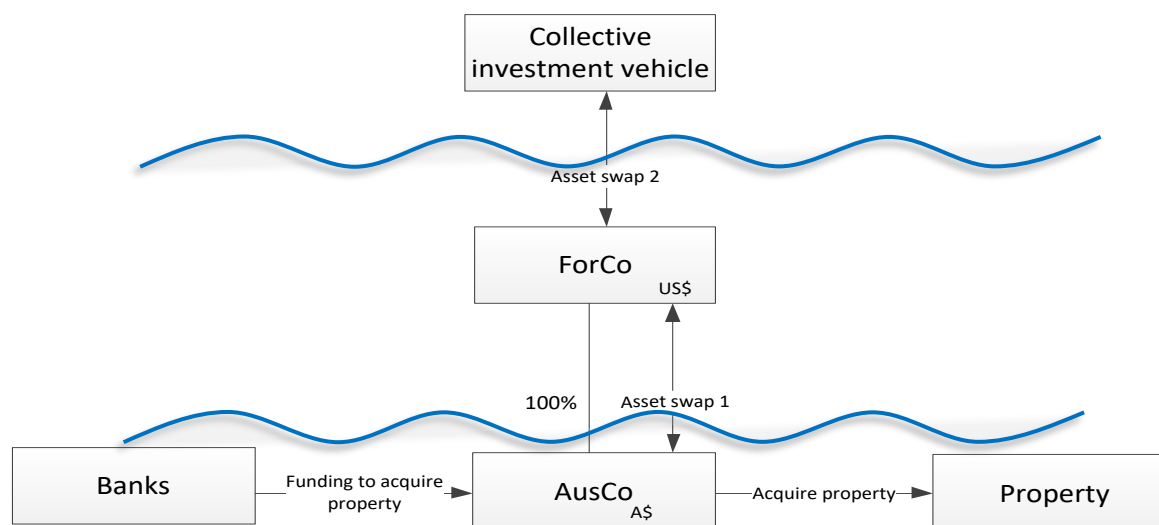 Collective
investment vehicle
Asset swap 2
ForCo
US$
100%
Asset swap 1
Banks
Funding to acquire
property
AusCo
A$
Acquire property
Property